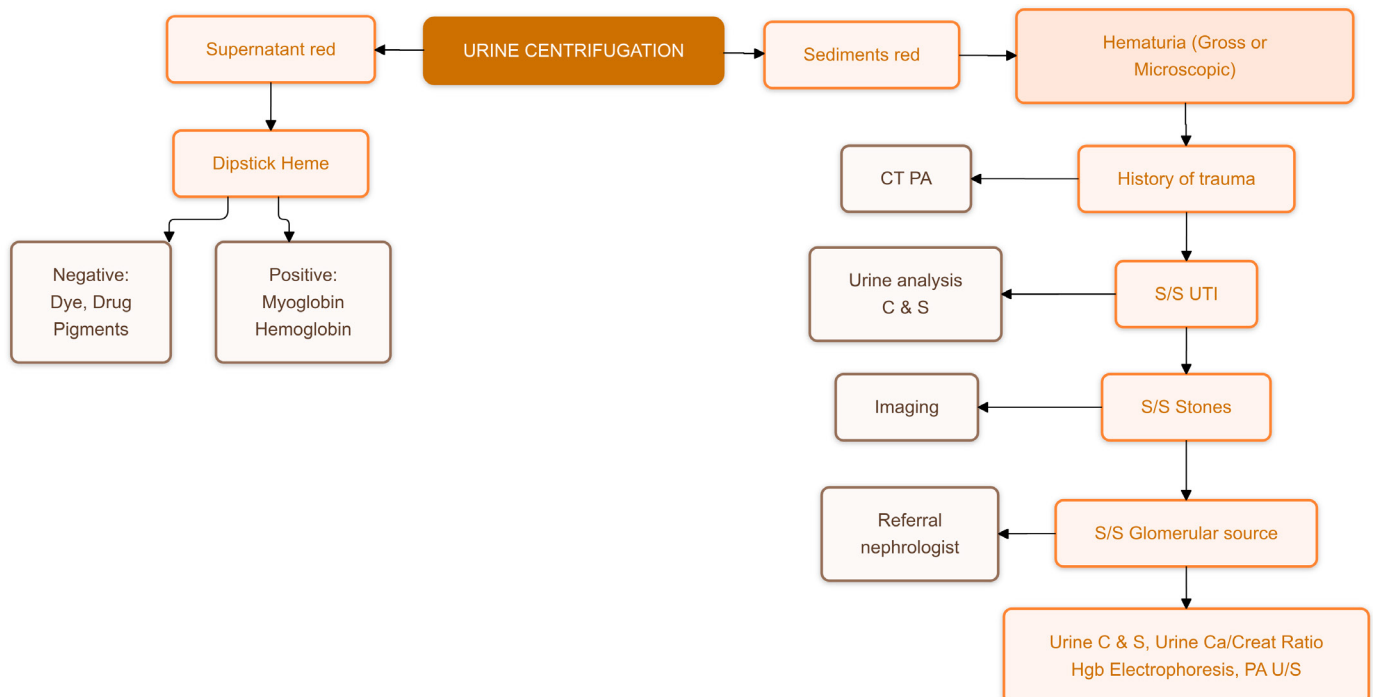 Supernatant red
URINE CENTRIFUGATION
Sediments red
Hematuria (Gross or
Microscopic)
Dipstick Heme
CT PA
History of trauma
Negative:
Dye, Drug
Pigments
Positive:
Myoglobin
Hemoglobin
Urine analysis
C & S
S/S UTI
Imaging
S/S Stones
Referral
nephrologist
S/S Glomerular source
Urine C & S, Urine Ca/Creat Ratio
Hgb Electrophoresis, PA U/S